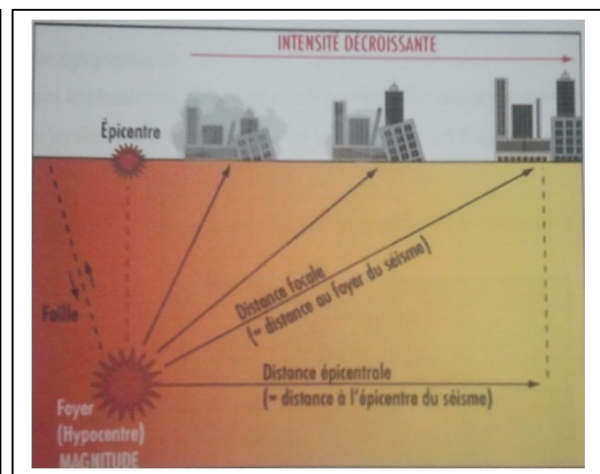 INTENSITÉ DÉCROISSANTE
Épicentre
Faille
Distance focale
(= distance au foyer du séisme)
Distance épicentrale
(= distance à l'épicentre du séisme)
Foyer
(Hypocentre)
MAGNITUDE